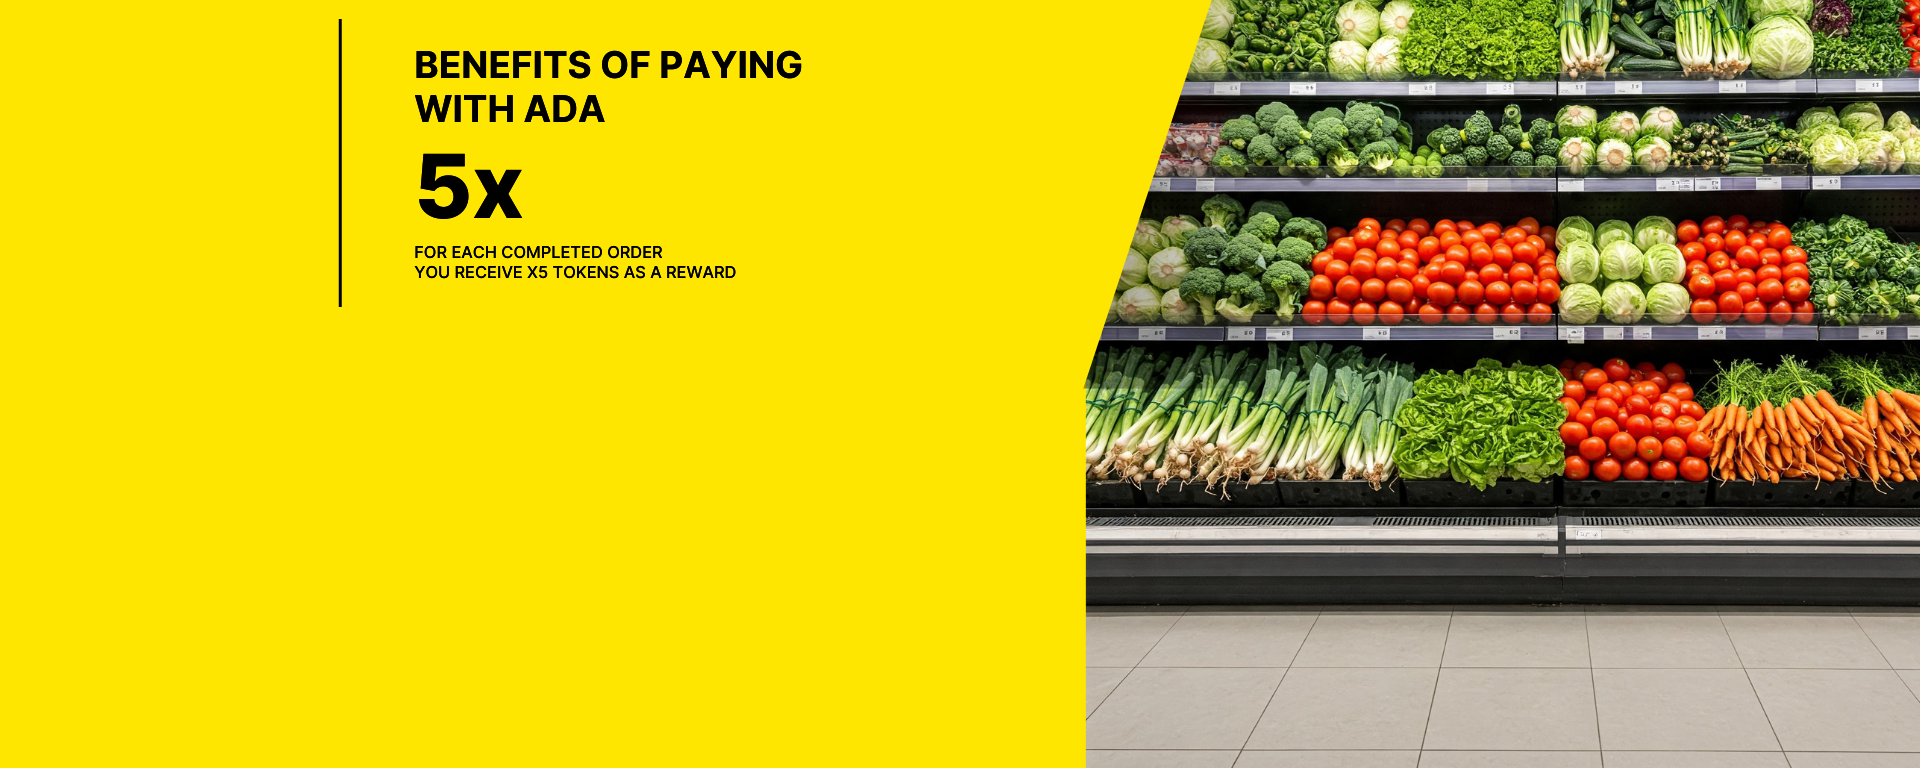 BENEFITS OF PAYING
WITH ADA
5x
FOR EACH COMPLETED ORDER
YOU RECEIVE X5 TOKENS AS A REWARD